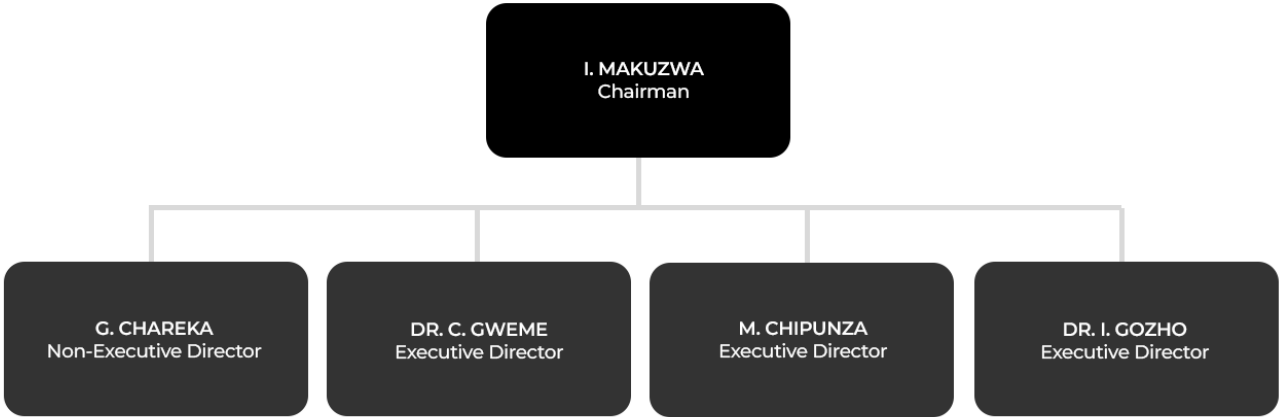 I. MAKUZWA
Chairman
G. CHAREKA
Non-Executive Director
DR. C. GWEME
Executive Director
M. CHIPUNZA
Executive Director
DR. I. GOZHO
Executive Director